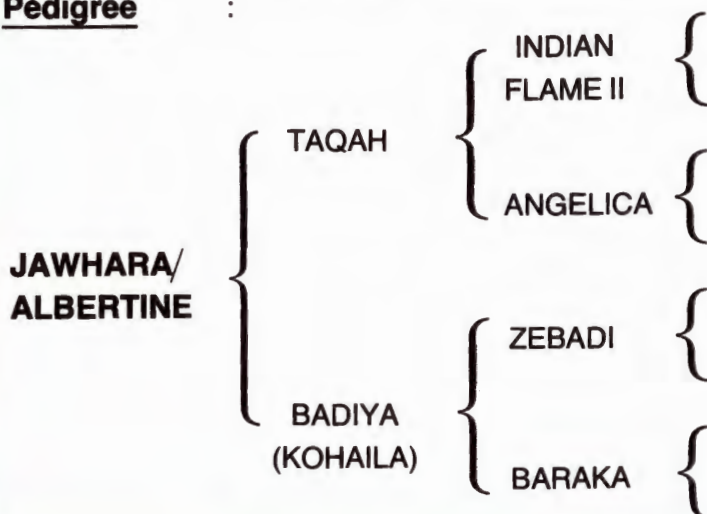 Pedigree :
INDIAN
FLAME II
TAQAH
ANGELICA
JAWHARA/
ALBERTINE
ZEBADI
BADIYA
(KOHAILA)
BARAKA